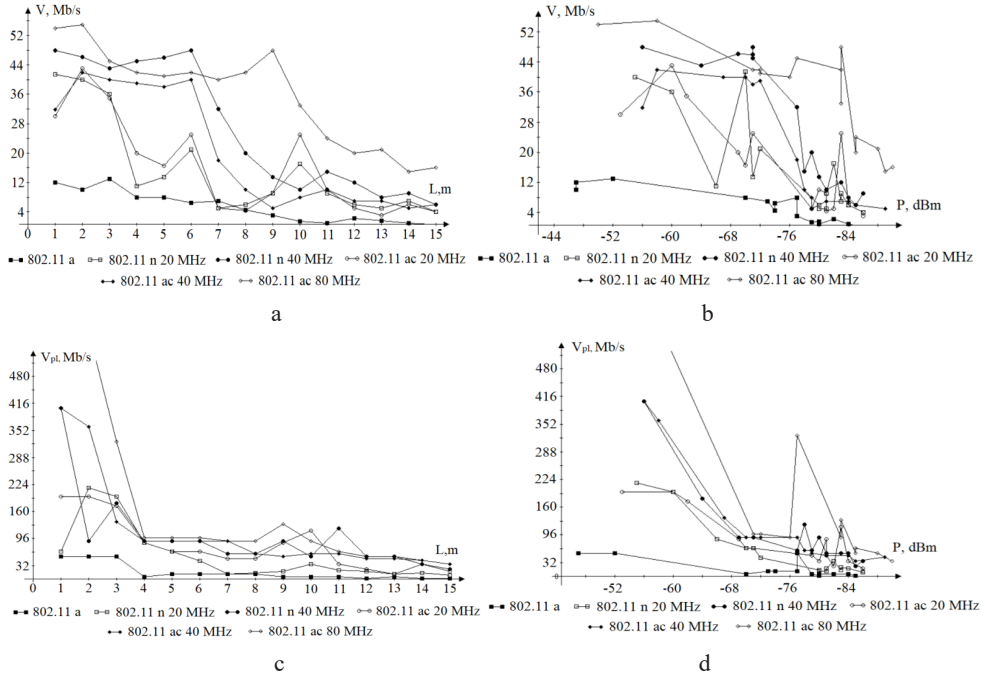 V, Mb/s
52
44
36
28
20
12
4
0
L,m
1 2 3 4 5 6 7 8 9 10 11 12 13 14 15
802.11 a 802.11 n 20 MHz 802.11 n 40 MHz 802.11 ac 20 MHz
802.11 ac 40 MHz 802.11 ac 80 MHz
a
V, Mb/s
52
44
36
28
20
12
4
P, dBm
-44 -52 -60 -68 -76 -84
802.11 a 802.11 n 20 MHz 802.11 n 40 MHz 802.11 ac 20 MHz
802.11 ac 40 MHz 802.11 ac 80 MHz
b
Vpl, Mb/s
480
416
352
288
224
160
96
32
0
L,m
1 2 3 4 5 6 7 8 9 10 11 12 13 14 15
802.11 a 802.11 n 20 MHz 802.11 n 40 MHz 802.11 ac 20 MHz
802.11 ac 40 MHz 802.11 ac 80 MHz
c
Vpl, Mb/s
480
416
352
288
224
160
96
32
-0
P, dBm
-52 -60 -68 -76 -84
802.11 a 802.11 n 20 MHz 802.11 n 40 MHz 802.11 ac 20 MHz
802.11 ac 40 MHz 802.11 ac 80 MHz
d